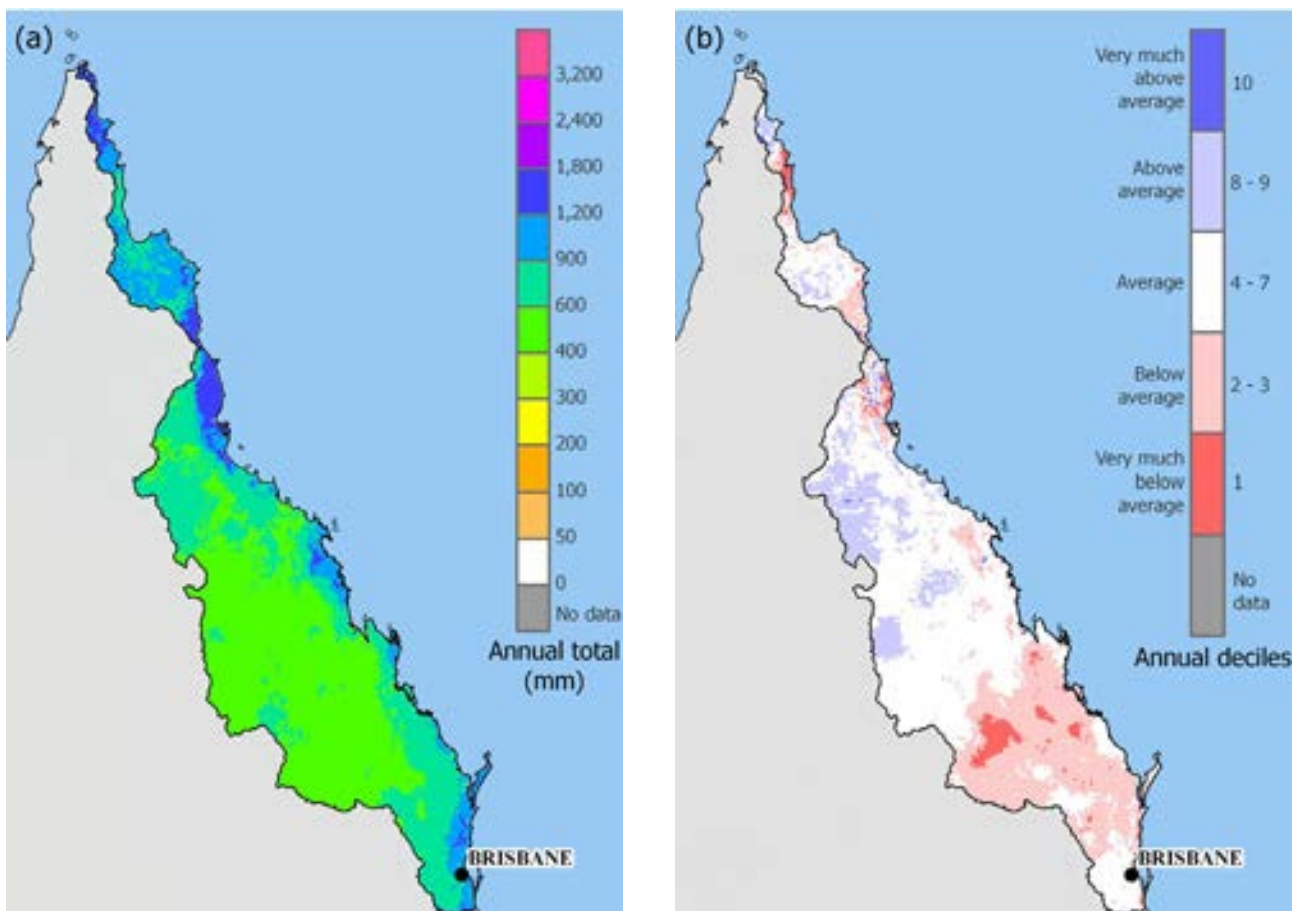 (a)
3,200
2,400
1,800
1,200
900
600
400
300
200
100
50
0
No data
Annual total
(mm)
BRISBANE
(b)
Very much
above
average
10
Above
average
8 - 9
Average
4 - 7
Below
average
2 - 3
Very much
below
average
1
No
data
Annual deciles
BRISBANE